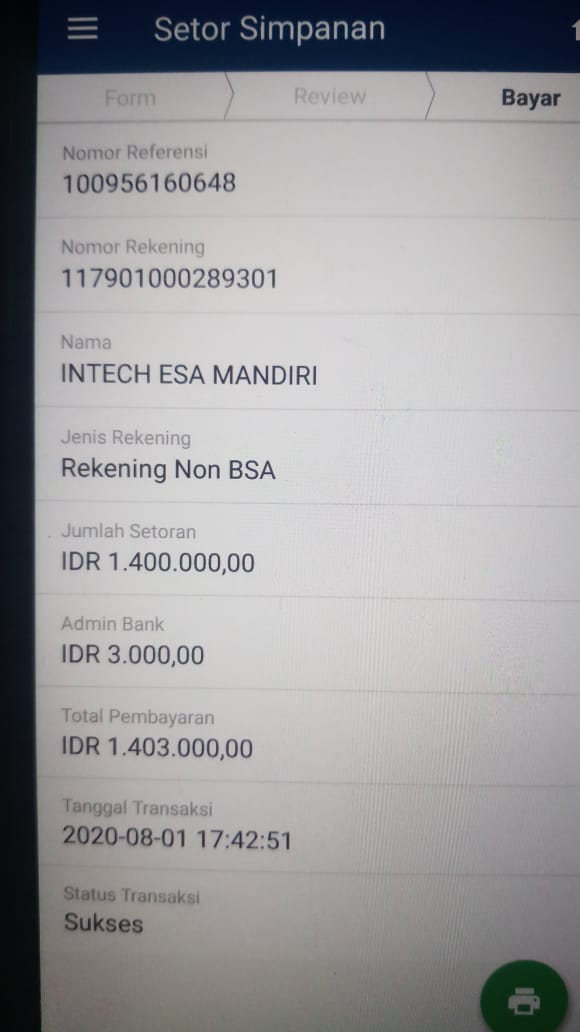 Setor Simpanan
Form
Review
Bayar
Nomor Referensi
100956160648
Nomor Rekening
117901000289301
Nama
INTECH ESA MANDIRI
Jenis Rekening
Rekening Non BSA
Jumlah Setoran
IDR 1.400.000,00
Admin Bank
IDR 3.000,00
Total Pembayaran
IDR 1.403.000,00
Tanggal Transaksi
2020-08-01 17:42:51
Status Transaksi
Sukses